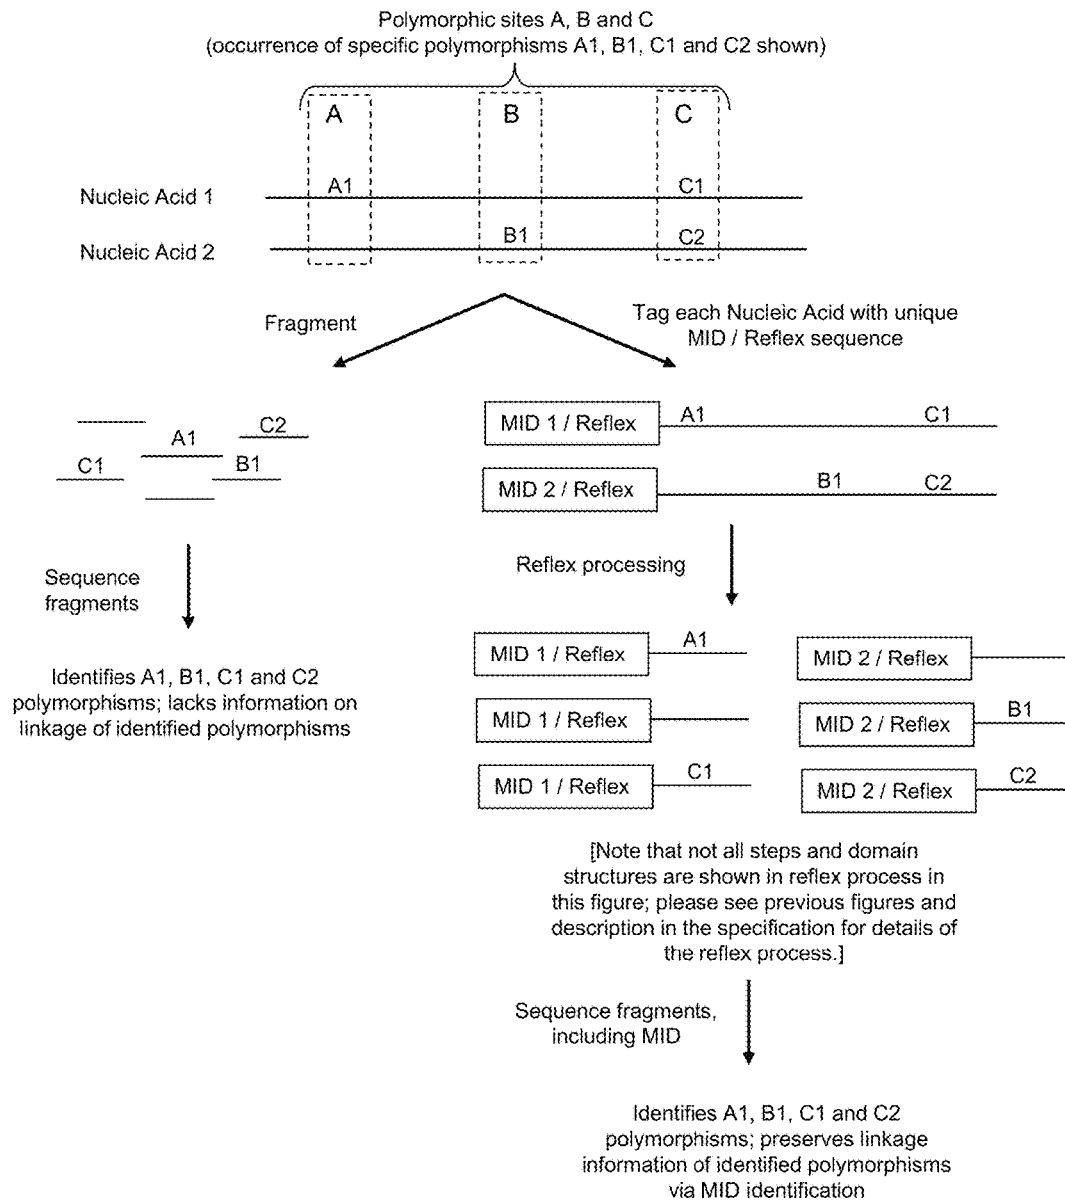 Polymorphic sites A, B and C
(occurrence of specific polymorphisms A1, B1, C1 and C2 shown)
A B C
Nucleic Acid 1
A1 C1
Nucleic Acid 2
B1 C2
Fragment
Tag each Nucleic Acid with unique
MID / Reflex sequence
C2
A1
C1 B1
MID 1 / Reflex A1 C1
MID 2 / Reflex B1 C2
Sequence
fragments
Reflex processing
Identifies A1, B1, C1 and C2
polymorphisms; lacks information on
linkage of identified polymorphisms
MID 1 / Reflex A1
MID 2 / Reflex
MID 1 / Reflex
MID 2 / Reflex B1
MID 1 / Reflex C1
MID 2 / Reflex C2
[Note that not all steps and domain
structures are shown in reflex process in
this figure; please see previous figures and
description in the specification for details of
the reflex process.]
Sequence fragments,
including MID
Identifies A1, B1, C1 and C2
polymorphisms; preserves linkage
information of identified polymorphisms
via MID identification